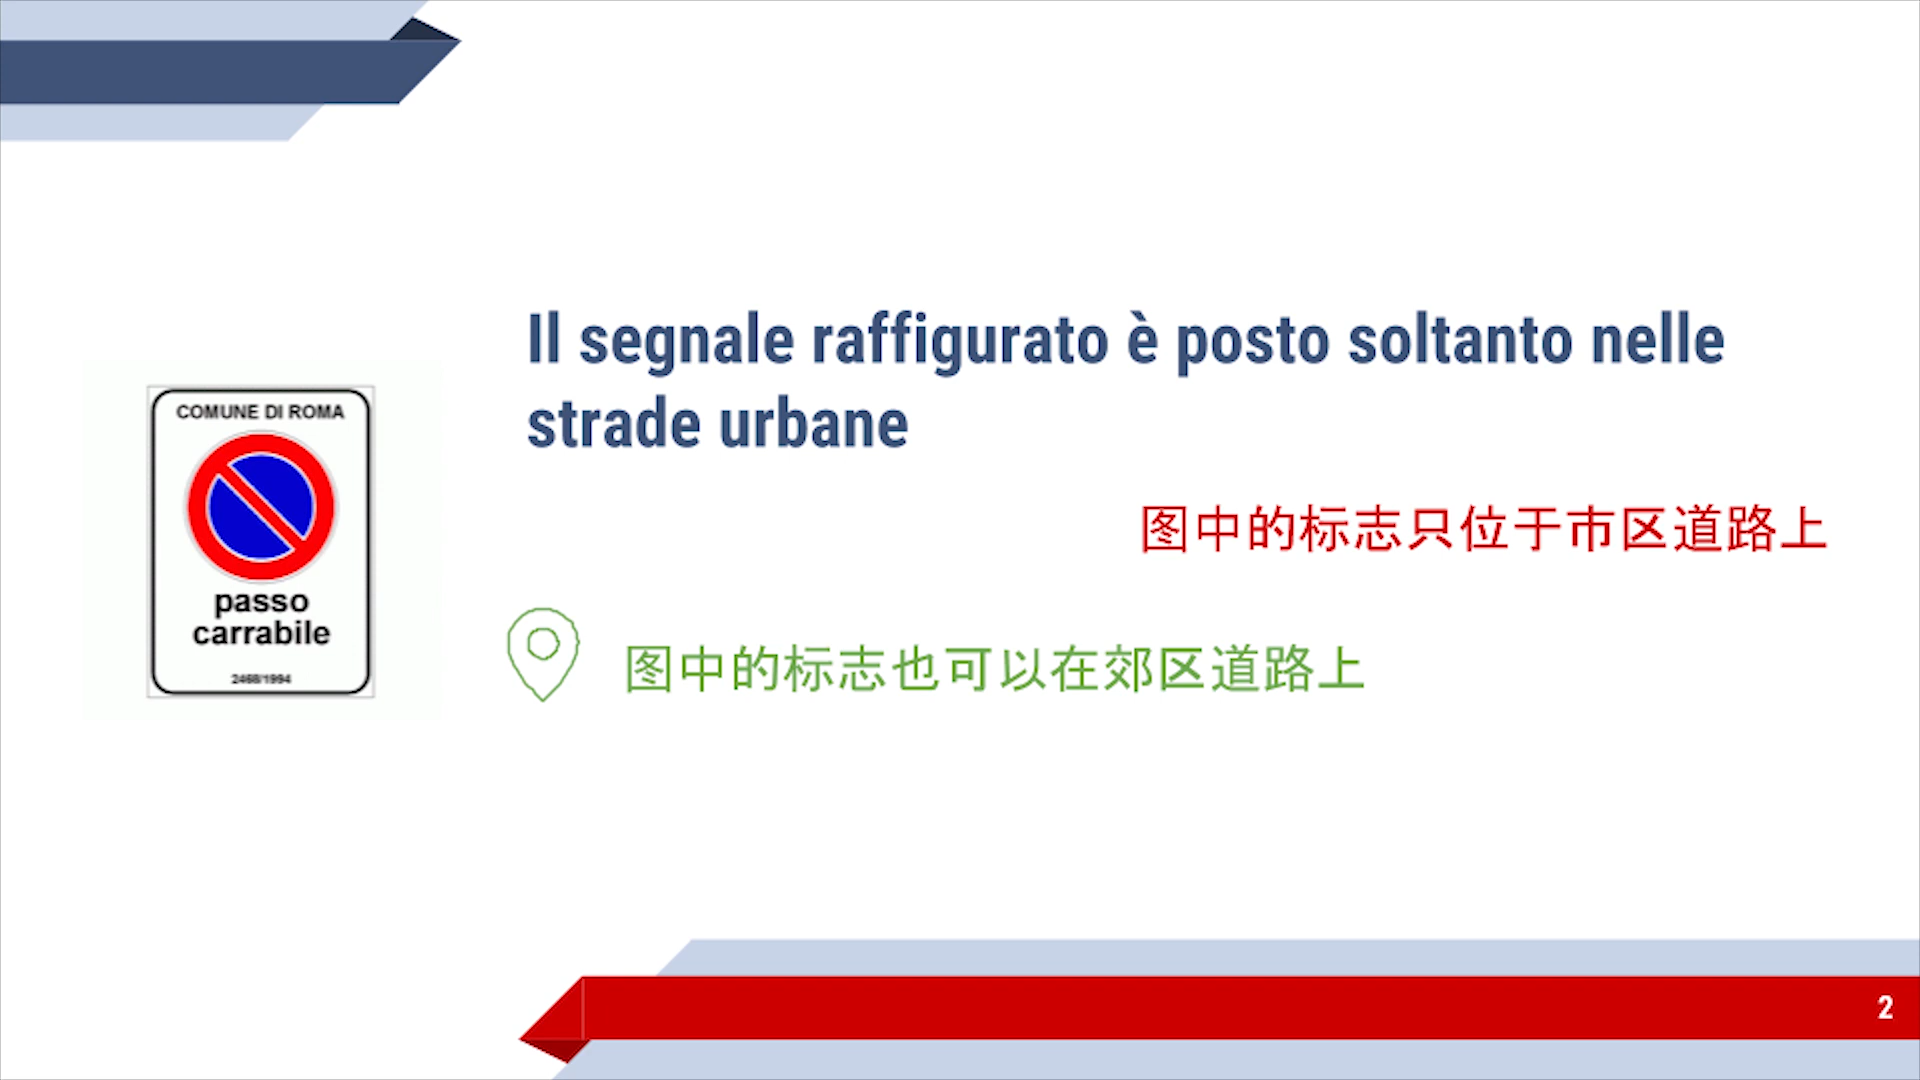 COMUNE DI ROMA
passo
carrabile
2468/1994
Il segnale raffigurato è posto soltanto nelle
strade urbane
图中的标志只位于市区道路上
图中的标志也可以在郊区道路上
2